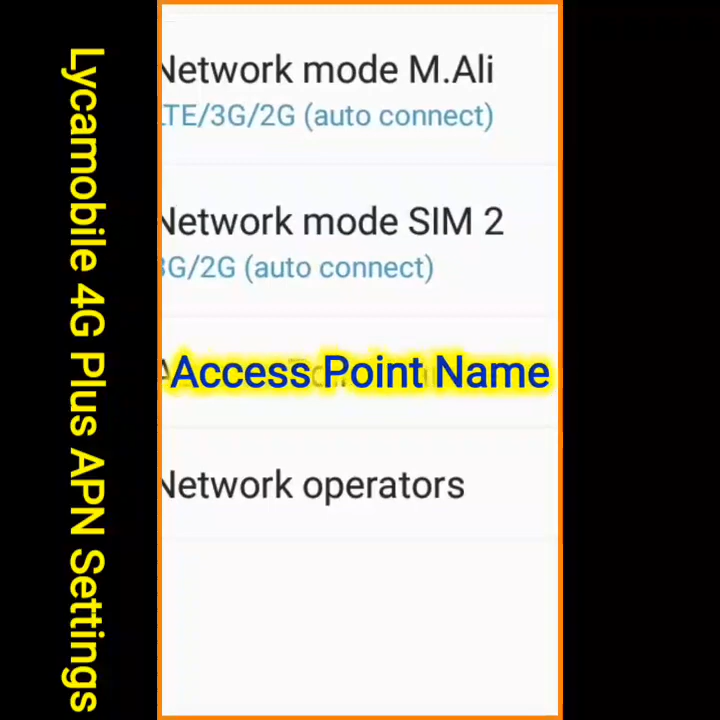 Lycamobile 4G Plus APN Settings
Network mode M.Ali
LTE/3G/2G (auto connect)
Network mode SIM 2
3G/2G (auto connect)
Access Point Name
Network operators